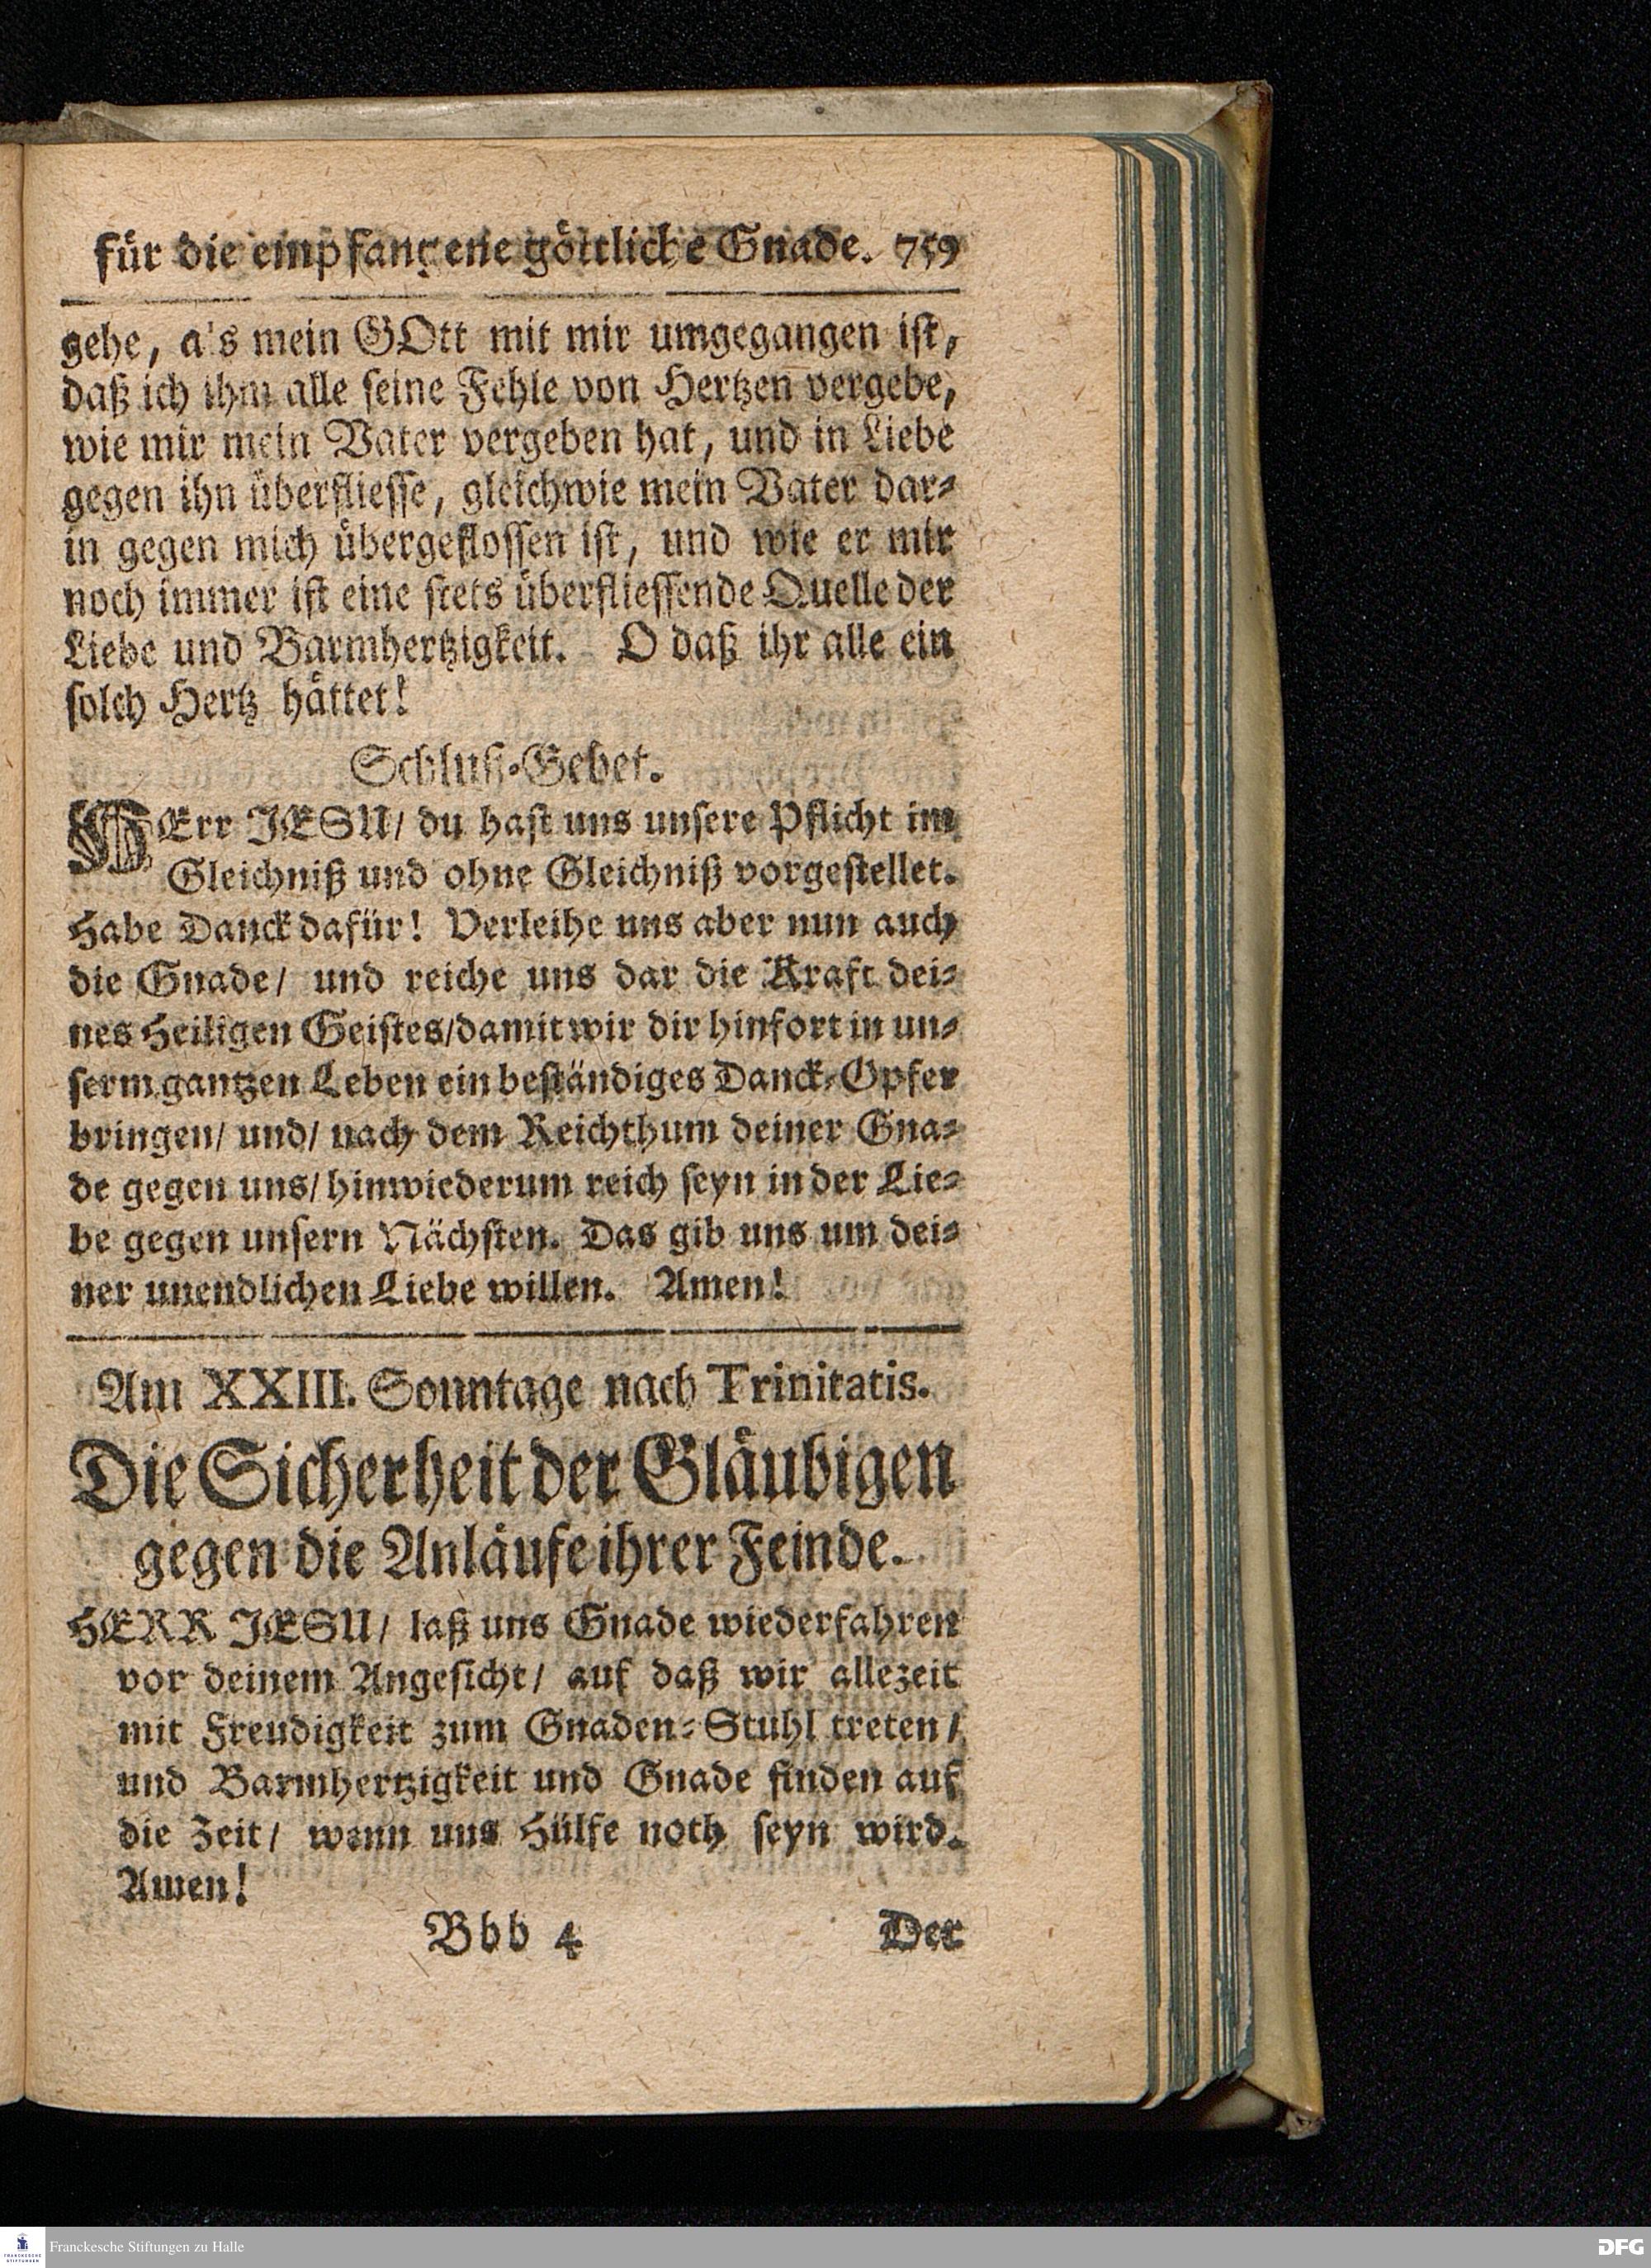 für die empfangene göttliche Gnade. 759
gehe, als mein GOtt mit mir umgegangen ist,
daß ich ihm alle seine Fehle von Hertzen vergebe,
wie mir mein Vater vergeben hat, und in Liebe
gegen ihn überfliesse, gleichwie mein Vater dar-
in gegen mich übergeflossen ist, und wie er mir
noch immer ist eine stets überfliessende Quelle der
Liebe und Barmhertzigkeit. O daß ihr alle ein
solch Hertz hättet!
Schluß-Gebet.
HErr JESU/ du hast uns unsere Pflicht im
Gleichniß und ohne Gleichniß vorgestellet.
Habe Danck dafür! Verleihe uns aber nun auch
die Gnade/ und reiche uns dar die Kraft dei-
nes Heiligen Geistes/damit wir dir hinfort in un-
serm gantzen Leben ein beständiges Danck-Opfer
bringen/ und/ nach dem Reichthum deiner Gna-
de gegen uns/ hinwiederum reich seyn in der Lie-
be gegen unsern Nächsten. Das gib uns um dei-
ner unendlichen Liebe willen. Amen!
Am XXIII. Sonntage nach Trinitatis.
Die Sicherheit der Gläubigen
gegen die Anläufe ihrer Feinde.
HERR JESU/ laß uns Gnade wiederfahren
vor deinem Angesicht/ auf daß wir allezeit
mit Freudigkeit zum Gnaden-Stuhl treten/
und Barmhertzigkeit und Gnade finden auf
die Zeit/ wenn uns Hülfe noth seyn wird.
Amen!
Bbb 4 Der
FRANCKESCHE STIFTUNGEN
Franckesche Stiftungen zu Halle
DFG